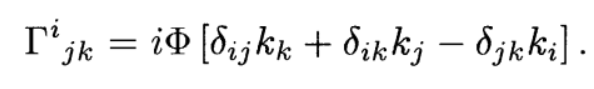 Γ^i_{jk} = iΦ [δ_{ij}k_k + δ_{ik}k_j − δ_{jk}k_i] .